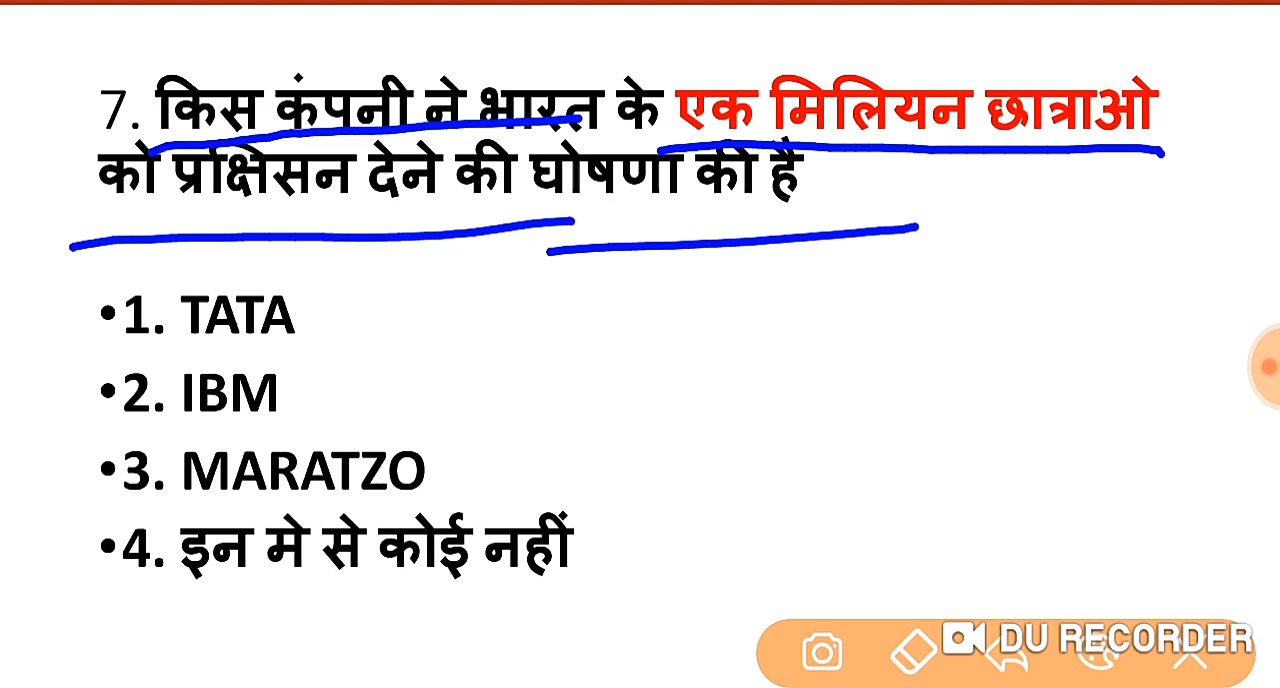 7. किस कंपनी ने भारत के एक मिलियन छात्राओ
को प्रक्षिसन देने की घोषणा की है
•1. TATA
•2. IBM
•3. MARATZO
•4. इन मे से कोई नहीं
DU RECORDER